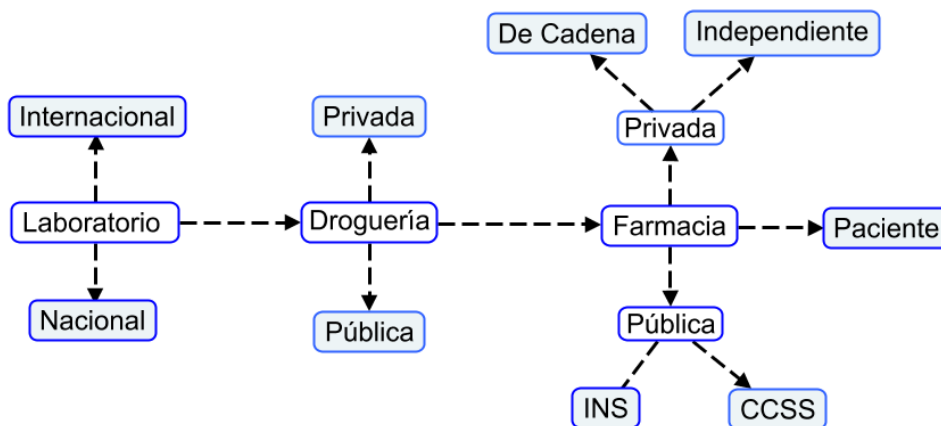 De Cadena
Independiente
Internacional
Privada
Privada
Laboratorio
Droguería
Farmacia
Paciente
Nacional
Pública
Pública
INS
CCSS